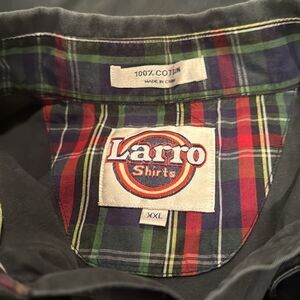 100% COTTON
MADE IN CHINA
Larro
Shirts
XXL